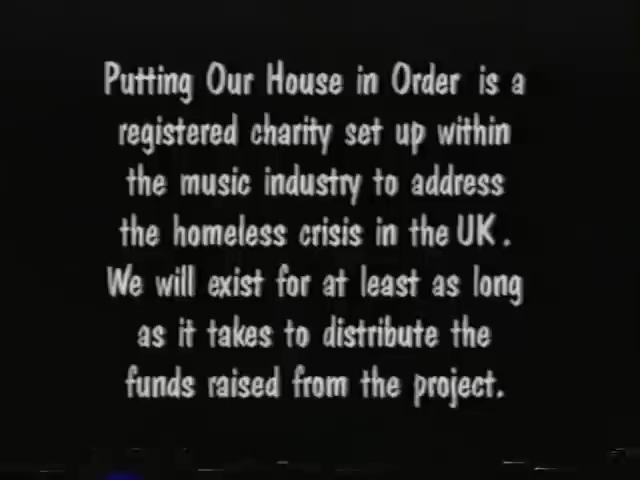 Putting Our House in Order is a
registered charity set up within
the music industry to address
the homeless crisis in the UK.
We will exist for at least as long
as it takes to distribute the
funds raised from the project.